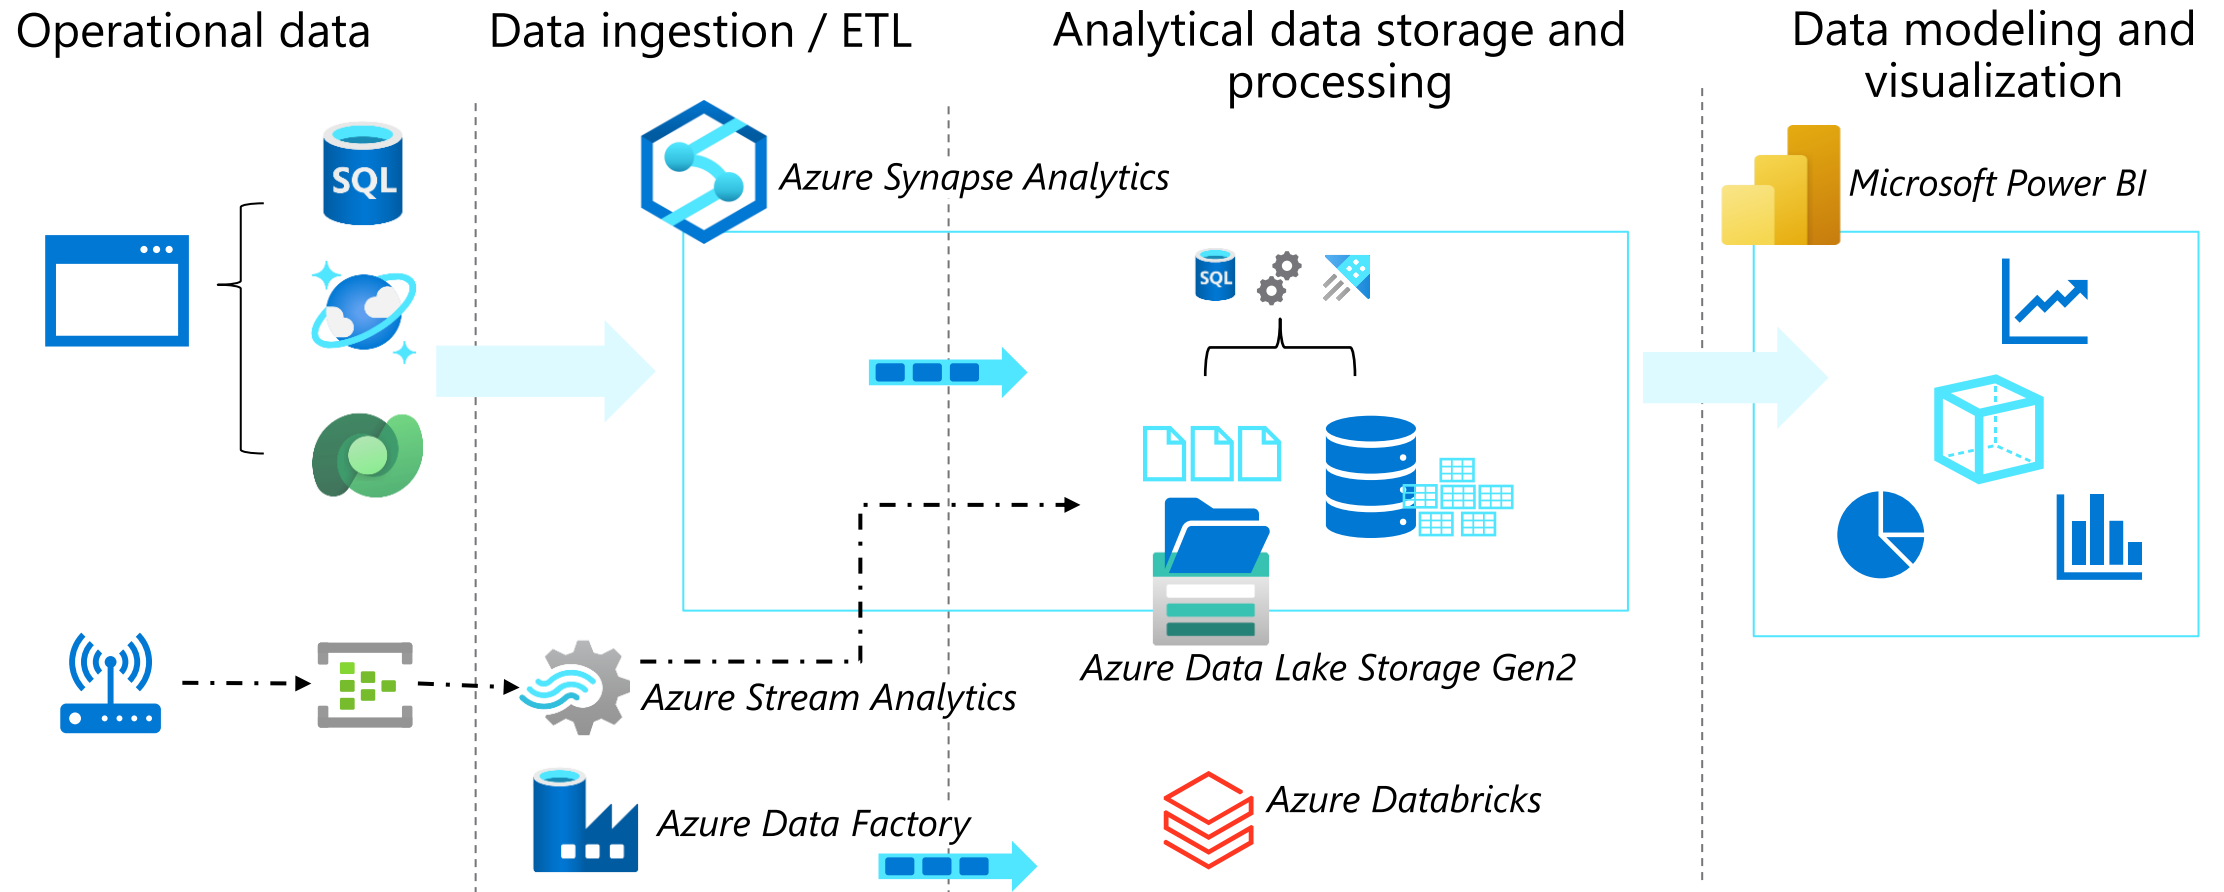 Operational data
Data ingestion / ETL
Analytical data storage and
processing
Data modeling and
visualization
SQL
Azure Synapse Analytics
Microsoft Power BI
SQL
Azure Data Lake Storage Gen2
Azure Stream Analytics
Azure Data Factory
Azure Databricks